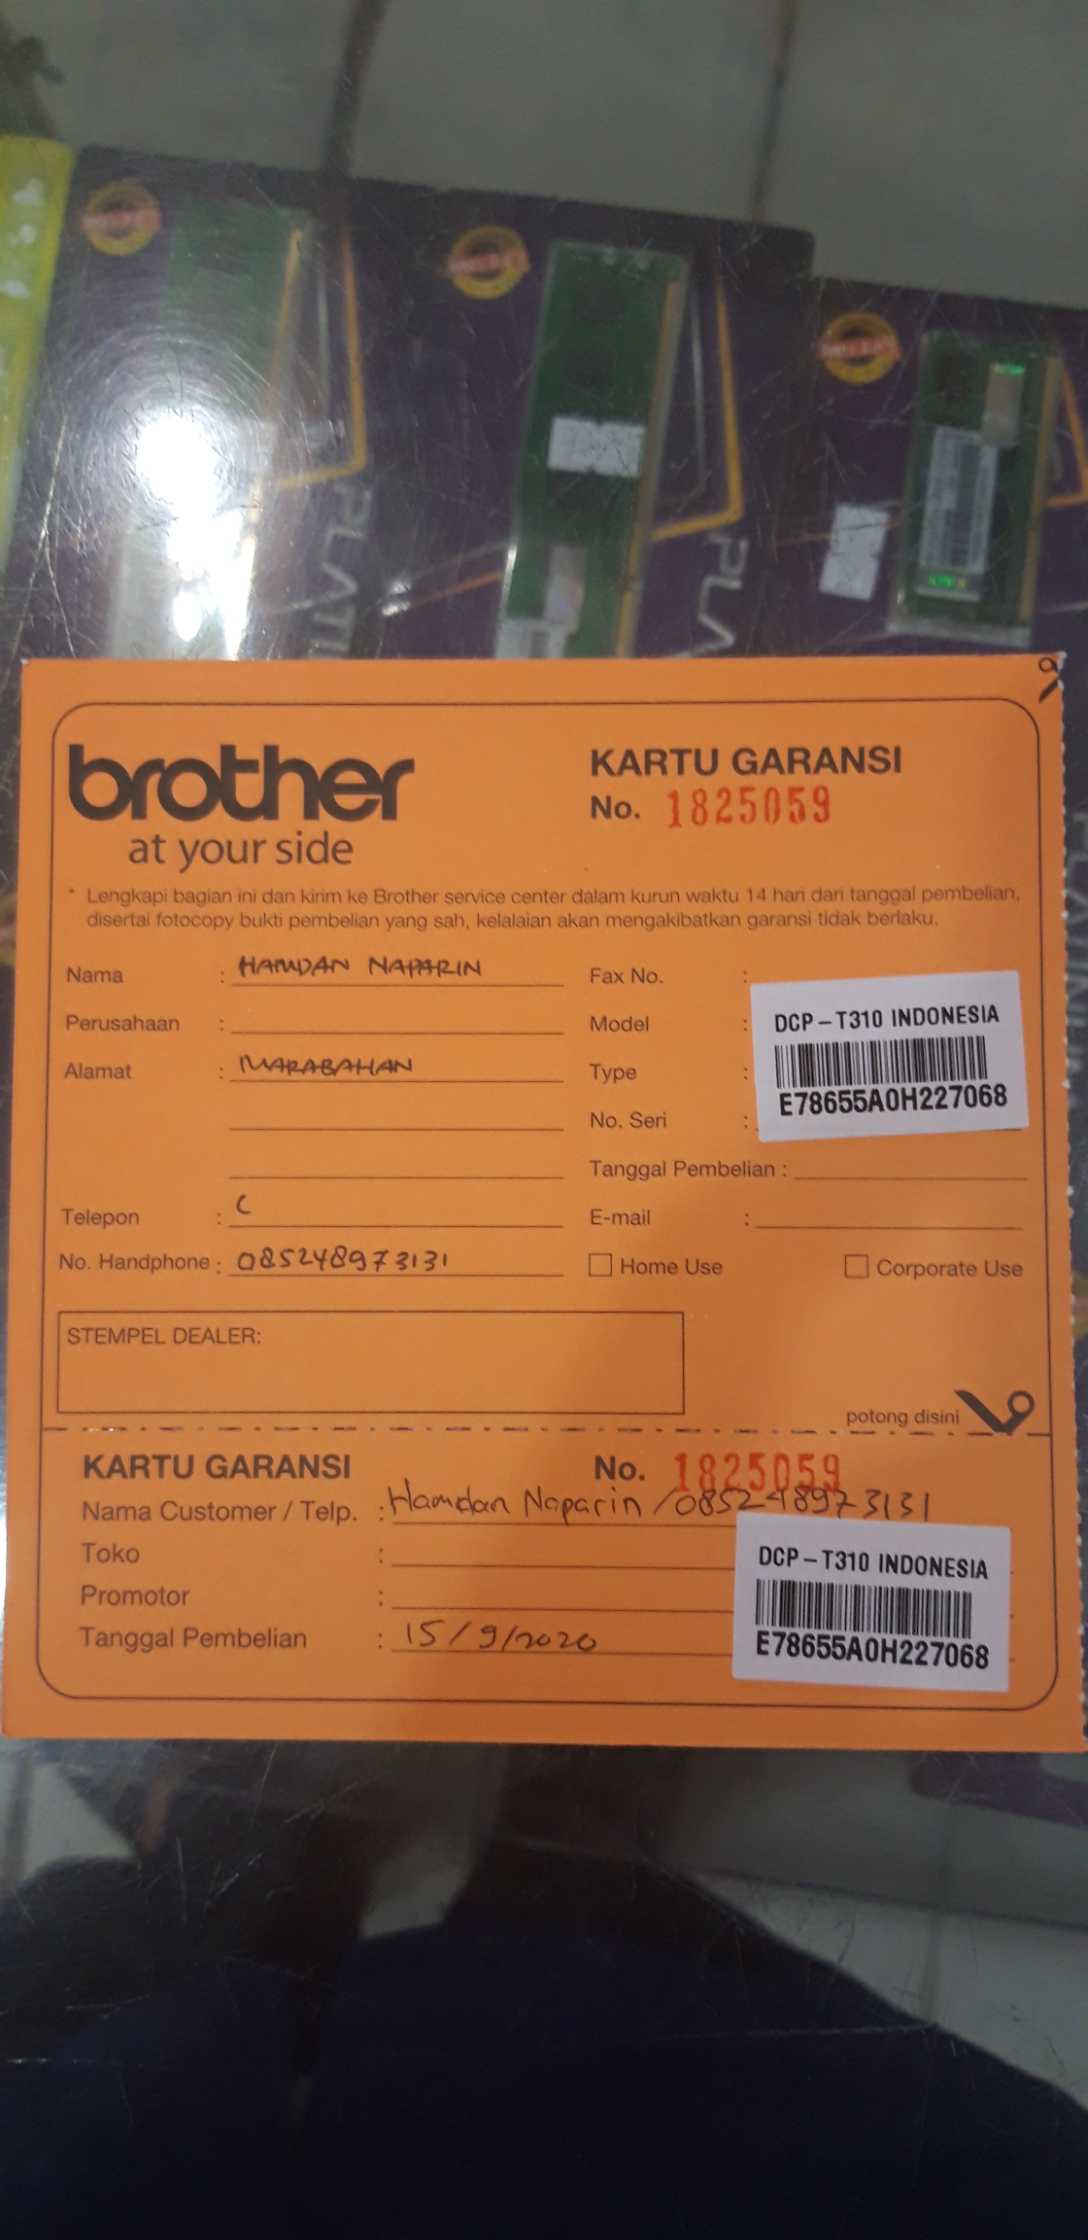 PLATI
PLA
brother
at your side
KARTU GARANSI
No. 1825059
* Lengkapi bagian ini dan kirim ke Brother service center dalam kurun waktu 14 hari dari tanggal pembelian,
disertai fotocopy bukti pembelian yang sah, kelalaian akan mengakibatkan garansi tidak berlaku.
Nama : HAMDAN NAPARIN
Perusahaan :
Alamat : MARABAHAN
Telepon : C
No. Handphone : 085248973131
Fax No. :
Model :
Type :
No. Seri :
DCP-T310 INDONESIA
E78655A0H227068
Tanggal Pembelian :
E-mail :
Home Use Corporate Use
STEMPEL DEALER:
potong disini
KARTU GARANSI No. 1825059
Nama Customer / Telp. : Hamdan Naparin / 085248973131
Toko :
Promotor :
Tanggal Pembelian : 15/9/2020
DCP-T310 INDONESIA
E78655A0H227068